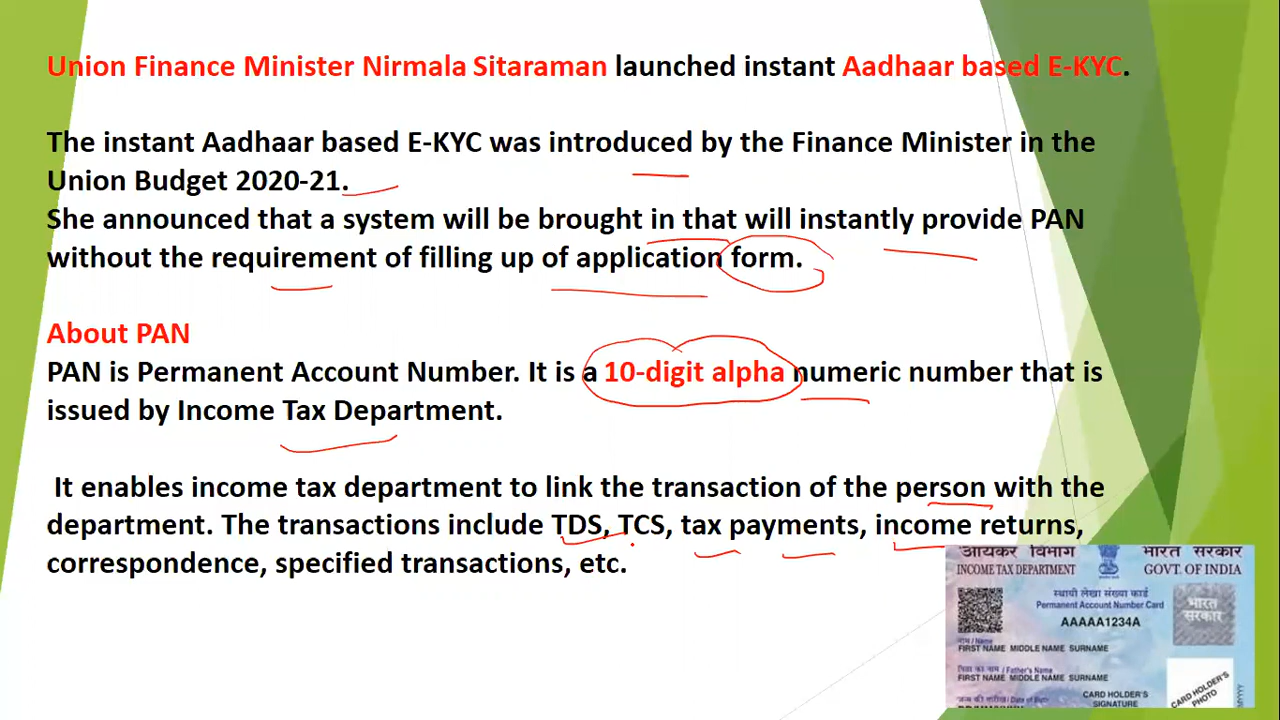 Union Finance Minister Nirmala Sitaraman launched instant Aadhaar based E-KYC.
The instant Aadhaar based E-KYC was introduced by the Finance Minister in the
Union Budget 2020-21.
She announced that a system will be brought in that will instantly provide PAN
without the requirement of filling up of application form.
About PAN
PAN is Permanent Account Number. It is a 10-digit alpha numeric number that is
issued by Income Tax Department.
It enables income tax department to link the transaction of the person with the
department. The transactions include TDS, TCS, tax payments, income returns,
correspondence, specified transactions, etc.
आयकर विभाग भारत सरकार
INCOME TAX DEPARTMENT GOVT. OF INDIA
स्थायी लेखा संख्या कार्ड
Permanent Account Number Card
AAAAA1234A
भारत
सरकार
नाम / Name
FIRST NAME MIDDLE NAME SURNAME
पिता का नाम / Father's Name
FIRST NAME MIDDLE NAME SURNAME
CARD HOLDER'S
PHOTO
CARD HOLDER'S
SIGNATURE